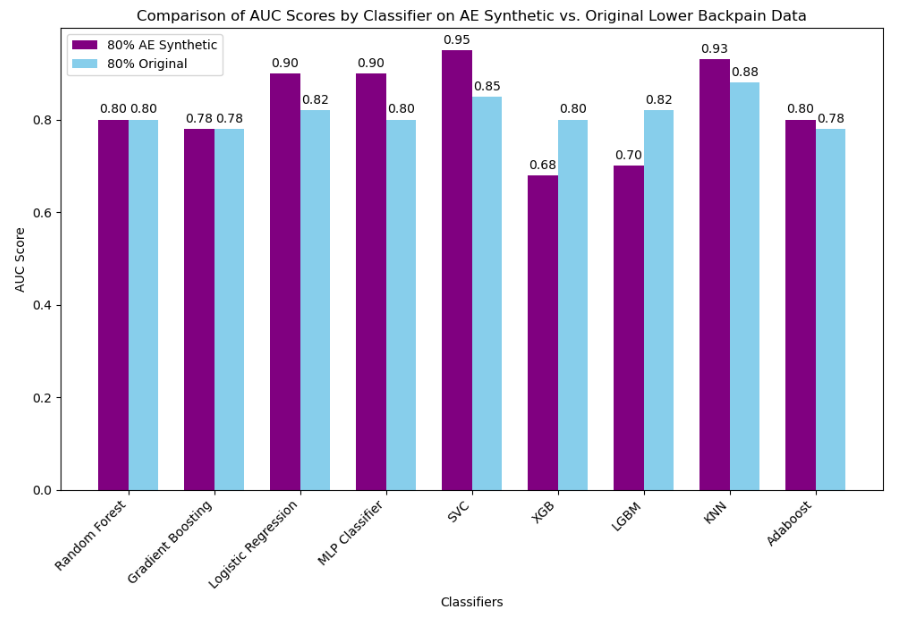 Comparison of AUC Scores by Classifier on AE Synthetic vs. Original Lower Backpain Data
80% AE Synthetic
80% Original
AUC Score
0.8
0.6
0.4
0.2
0.0
0.80 0.80
0.78 0.78
0.90 0.82
0.90 0.80
0.95 0.85
0.68 0.80
0.70 0.82
0.93 0.88
0.80 0.78
Random Forest
Gradient Boosting
Logistic Regression
MLP Classifier
SVC
XGB
LGBM
KNN
Adaboost
Classifiers